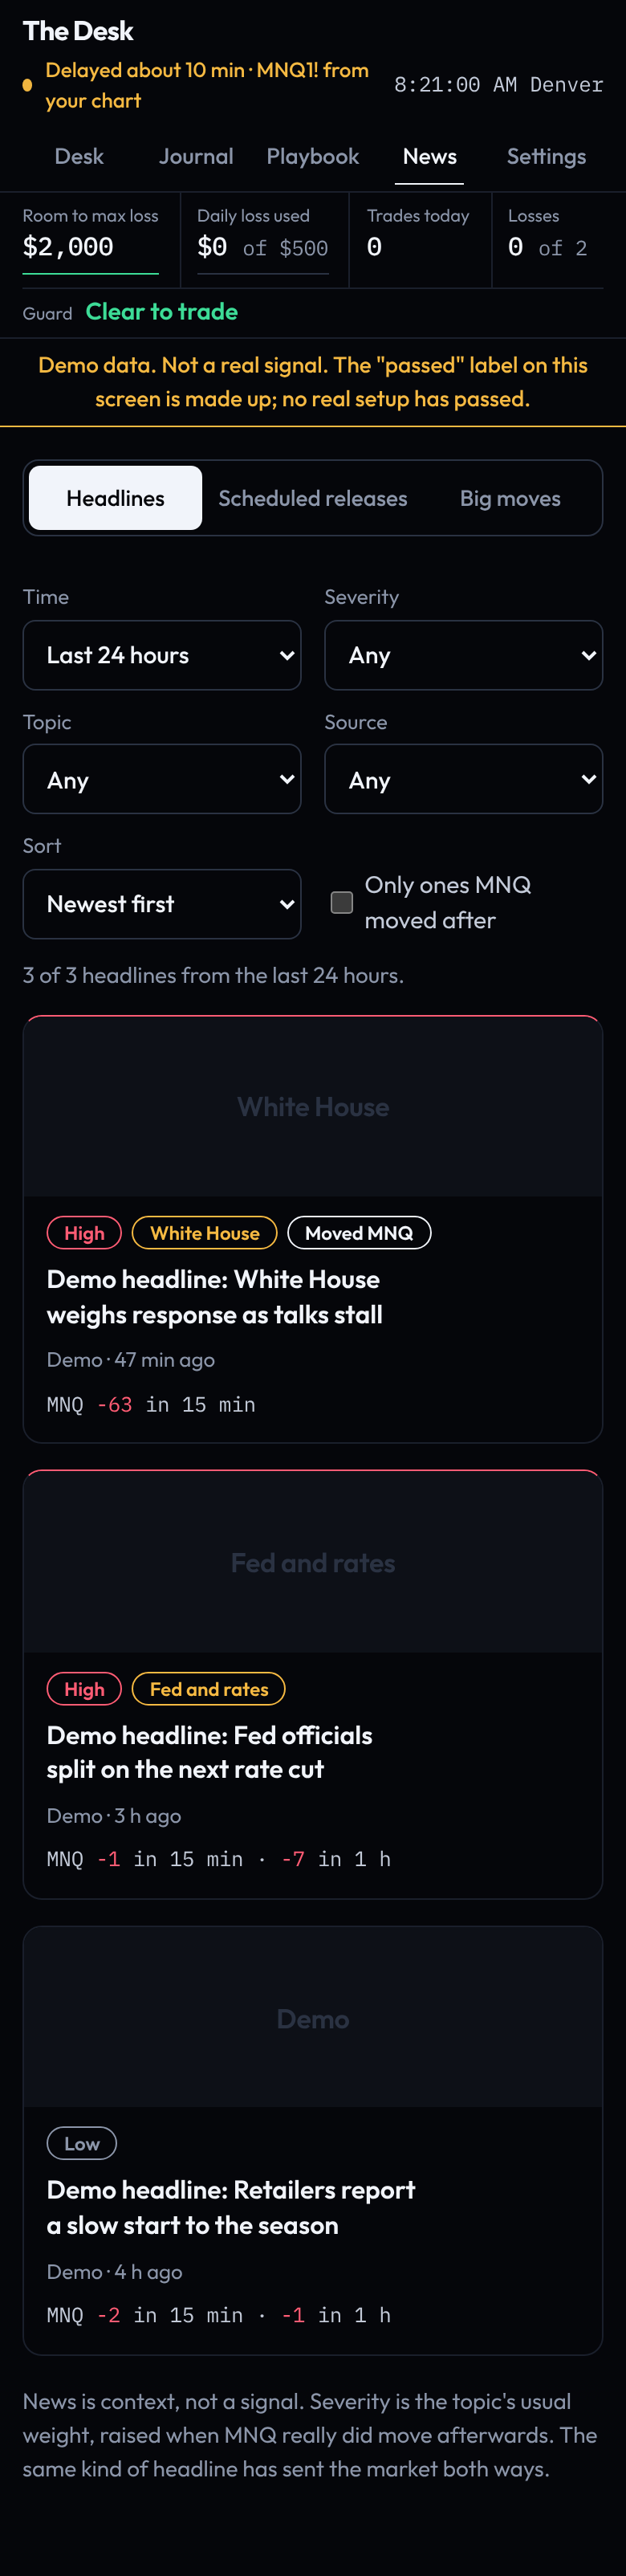 The Desk
Delayed about 10 min · MNQ1! from
your chart
8:21:00 AM Denver
Desk Journal Playbook News Settings
Room to max loss Daily loss used Trades today Losses
$2,000 $0 of $500 0 0 of 2
Guard Clear to trade
Demo data. Not a real signal. The "passed" label on this
screen is made up; no real setup has passed.
Headlines Scheduled releases Big moves
Time Severity
Last 24 hours Any
Topic Source
Any Any
Sort
Newest first
Only ones MNQ
moved after
3 of 3 headlines from the last 24 hours.
White House
High White House Moved MNQ
Demo headline: White House
weighs response as talks stall
Demo · 47 min ago
MNQ -63 in 15 min
Fed and rates
High Fed and rates
Demo headline: Fed officials
split on the next rate cut
Demo · 3 h ago
MNQ -1 in 15 min · -7 in 1 h
Demo
Low
Demo headline: Retailers report
a slow start to the season
Demo · 4 h ago
MNQ -2 in 15 min · -1 in 1 h
News is context, not a signal. Severity is the topic's usual
weight, raised when MNQ really did move afterwards. The
same kind of headline has sent the market both ways.